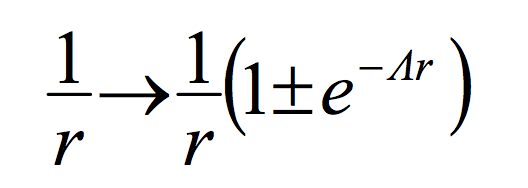 1/r → 1/r (1 ± e^{-Λr})